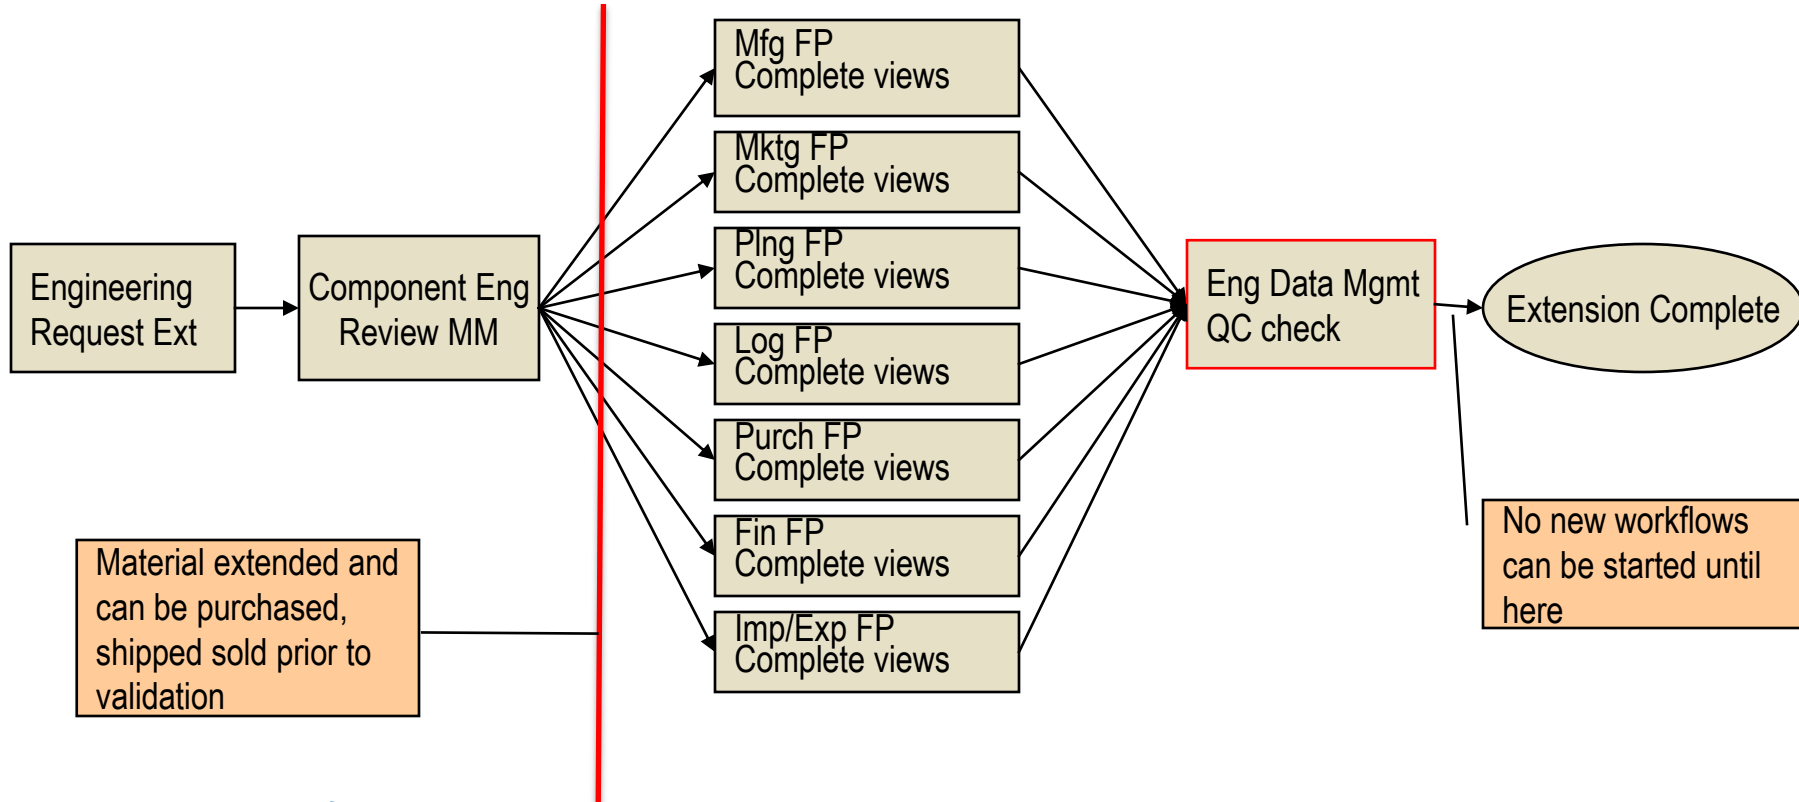 Engineering
Request Ext
Component Eng
Review MM
Mfg FP
Complete views
Mktg FP
Complete views
Plng FP
Complete views
Log FP
Complete views
Purch FP
Complete views
Fin FP
Complete views
Imp/Exp FP
Complete views
Eng Data Mgmt
QC check
Extension Complete
Material extended and
can be purchased,
shipped sold prior to
validation
No new workflows
can be started until
here